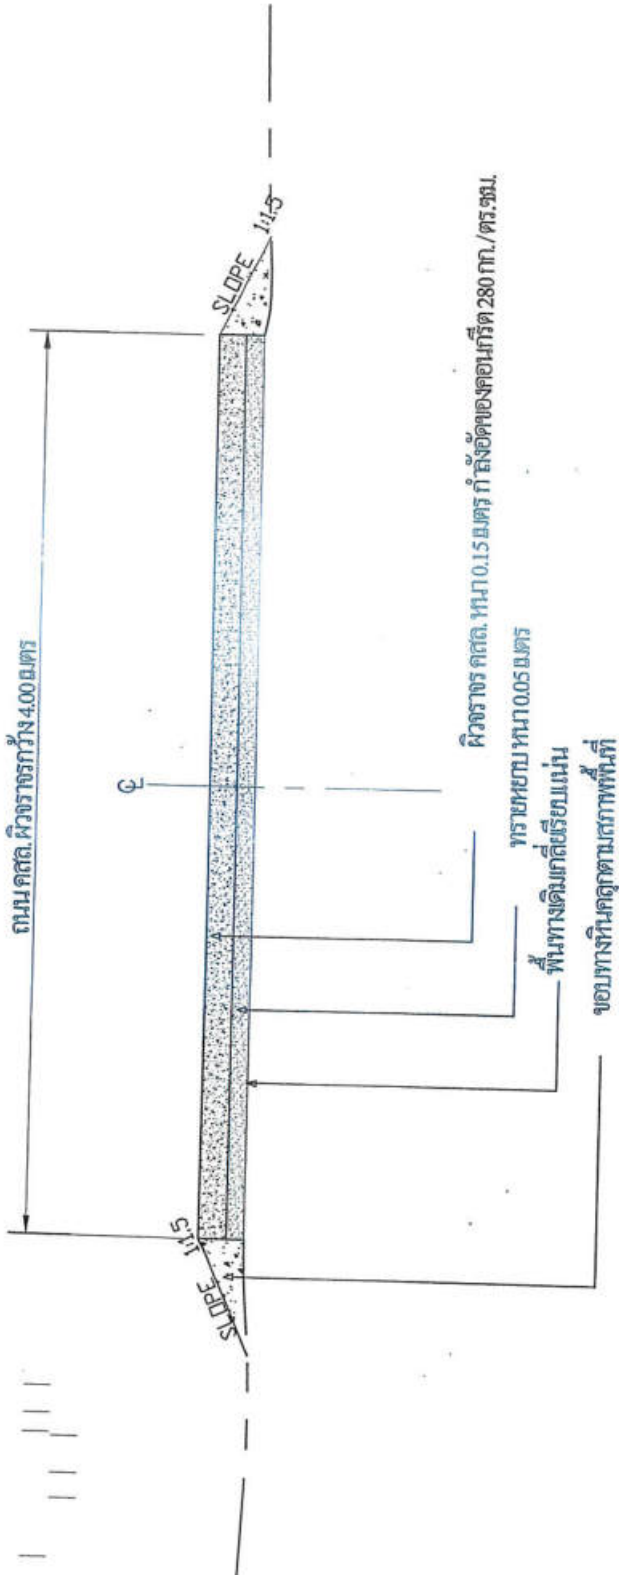 ถนน คสล. ผิวจราจรกว้าง 4.00 เมตร
SLOPE 1:1.5
SLOPE 1:1.5
℄
ผิวจราจร คสล. หนา 0.15 เมตร กำลังอัดของคอนกรีต 280 กก./ตร.ซม.
ทรายหยาบ หนา 0.05 เมตร
พื้นทางเดิมเกลี่ยเรียบแน่น
ขอบทางหินคลุกตามสภาพพื้นที่